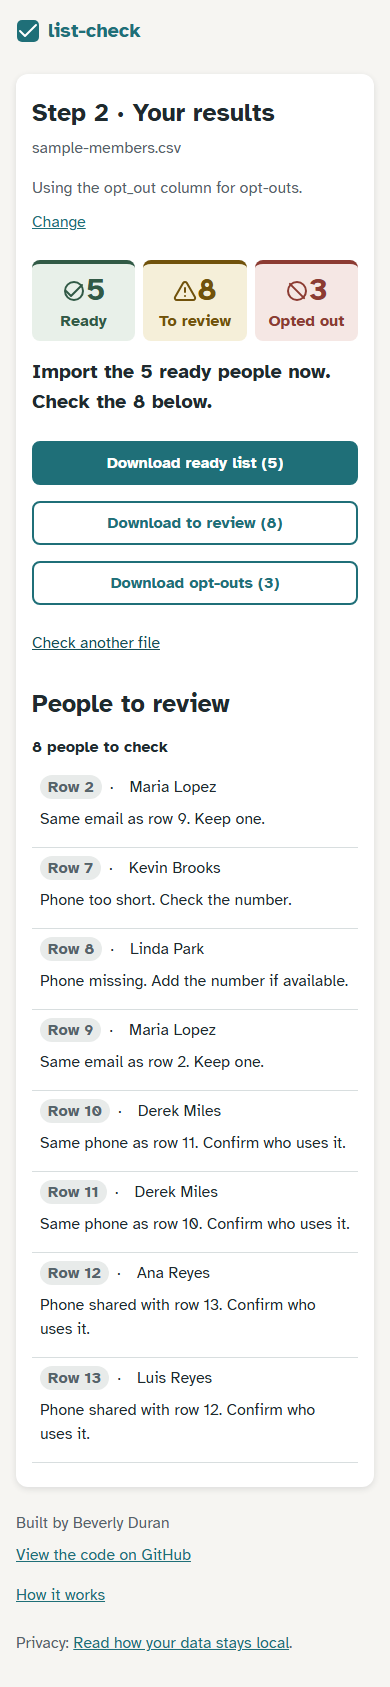 list-check
Step 2 · Your results
sample-members.csv
Using the opt_out column for opt-outs.
Change
5
Ready
8
To review
3
Opted out
Import the 5 ready people now.
Check the 8 below.
Download ready list (5)
Download to review (8)
Download opt-outs (3)
Check another file
People to review
8 people to check
Row 2 · Maria Lopez
Same email as row 9. Keep one.
Row 7 · Kevin Brooks
Phone too short. Check the number.
Row 8 · Linda Park
Phone missing. Add the number if available.
Row 9 · Maria Lopez
Same email as row 2. Keep one.
Row 10 · Derek Miles
Same phone as row 11. Confirm who uses it.
Row 11 · Derek Miles
Same phone as row 10. Confirm who uses it.
Row 12 · Ana Reyes
Phone shared with row 13. Confirm who
uses it.
Row 13 · Luis Reyes
Phone shared with row 12. Confirm who
uses it.
Built by Beverly Duran
View the code on GitHub
How it works
Privacy: Read how your data stays local.